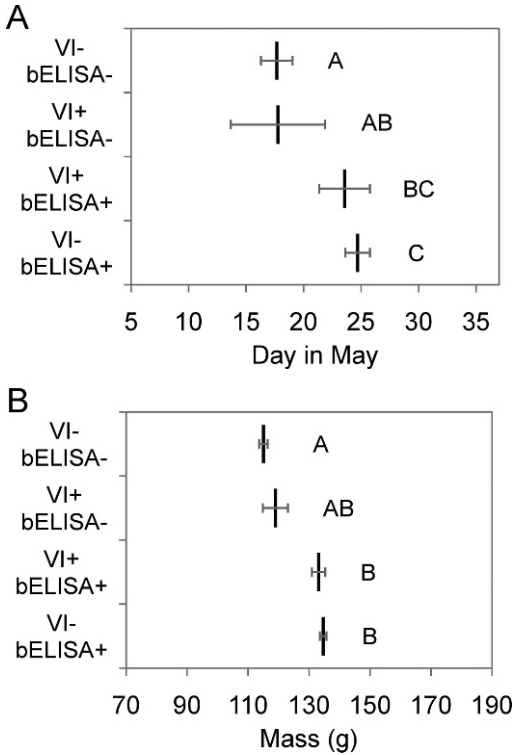 A
VI-
bELISA-
A
VI+
bELISA-
AB
VI+
bELISA+
BC
VI-
bELISA+
C
5 10 15 20 25 30 35
Day in May
B
VI-
bELISA-
A
VI+
bELISA-
AB
VI+
bELISA+
B
VI-
bELISA+
B
70 90 110 130 150 170 190
Mass (g)